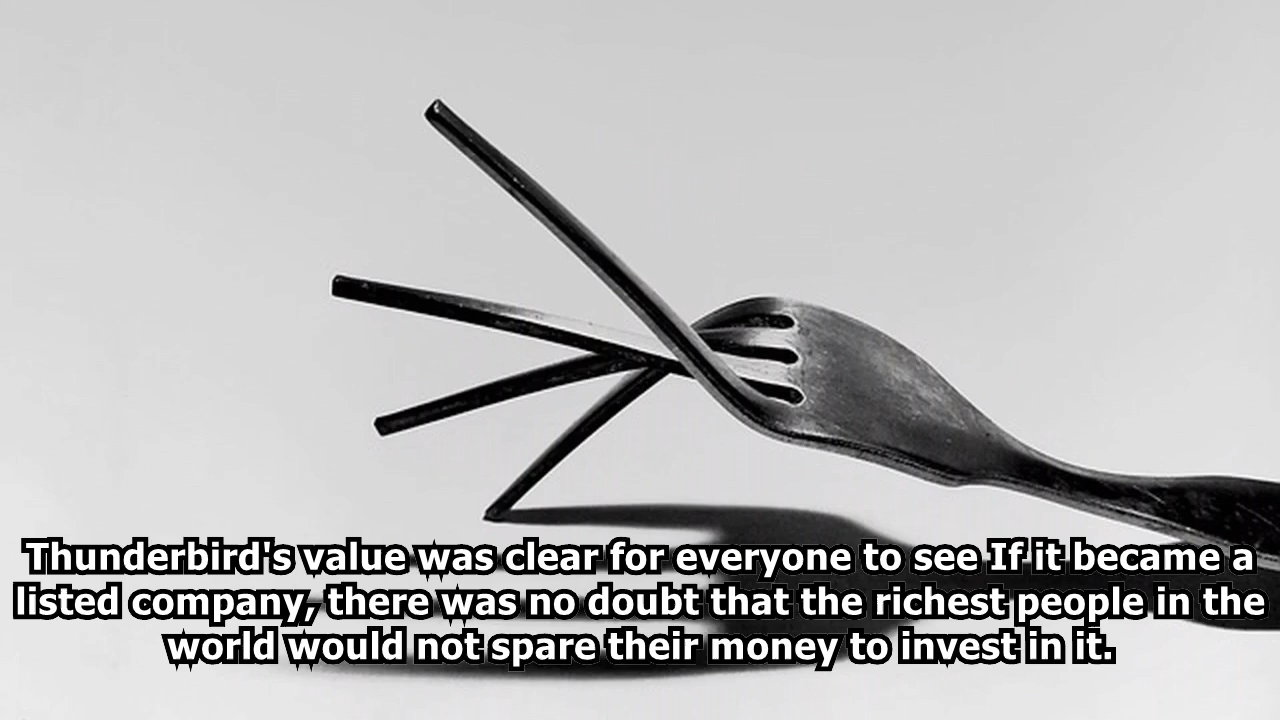 Thunderbird's value was clear for everyone to see If it became a
listed company, there was no doubt that the richest people in the
world would not spare their money to invest in it.